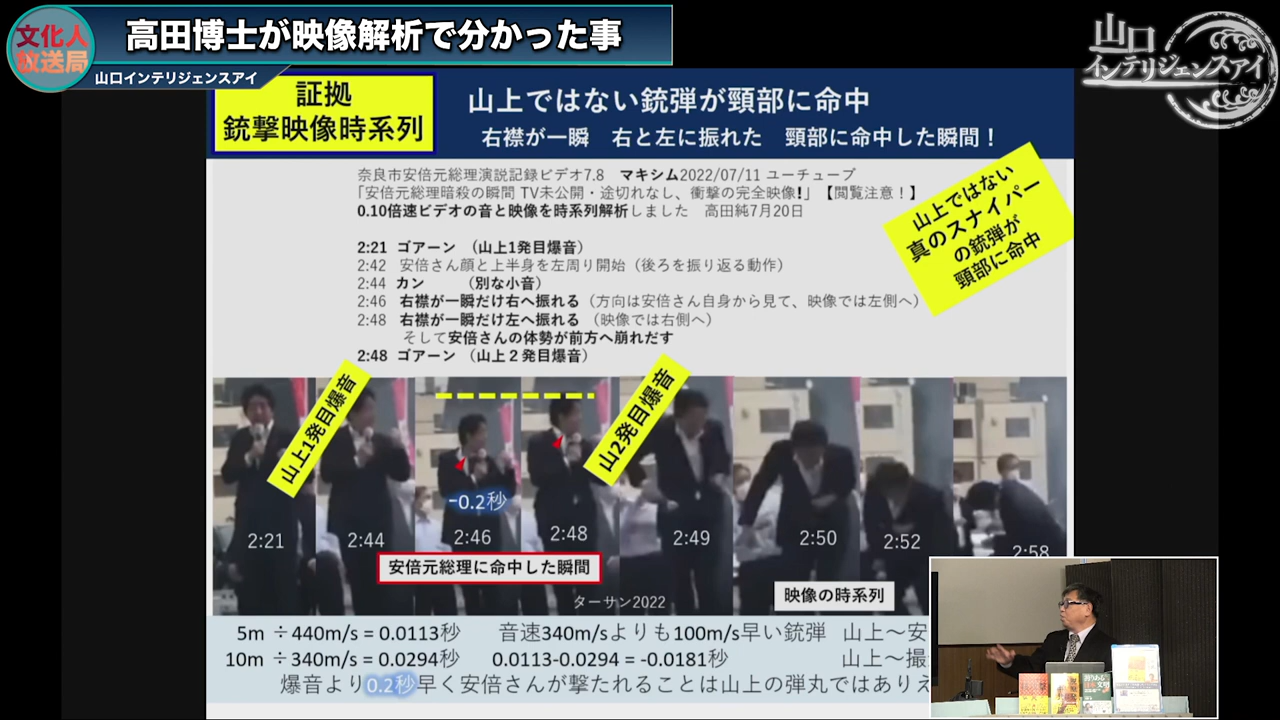 文化人
放送局
高田博士が映像解析で分かった事
山口インテリジェンスアイ
山口
インテリジェンスアイ
証拠
銃撃映像時系列
山上ではない銃弾が頸部に命中
右襟が一瞬　右と左に振れた　頸部に命中した瞬間！
奈良市安倍元総理演説記録ビデオ7.8　マキシム2022/07/11 ユーチューブ
「安倍元総理暗殺の瞬間 TV未公開・途切れなし、衝撃の完全映像！」【閲覧注意！】
0.10倍速ビデオの音と映像を時系列解析しました　高田純7月20日
山上ではない
真のスナイパー
の銃弾が
頸部に命中
2:21 ゴアーン （山上1発目爆音）
2:42 安倍さん顔と上半身を左周り開始（後ろを振り返る動作）
2:44 カン　（別な小音）
2:46 右襟が一瞬だけ右へ振れる（方向は安倍さん自身から見て、映像では左側へ）
2:48 右襟が一瞬だけ左へ振れる （映像では右側へ）
そして安倍さんの体勢が前方へ崩れだす
2:48 ゴアーン （山上２発目爆音）
山上1発目爆音
山2発目爆音
-0.2秒
2:21 2:44 2:46 2:48 2:49 2:50 2:52 2:58
安倍元総理に命中した瞬間
映像の時系列
ターサン2022
5m ÷440m/s = 0.0113秒　音速340m/sよりも100m/s早い銃弾　山上～安
10m ÷340m/s = 0.0294秒　0.0113-0.0294 = -0.0181秒　山上～撮
爆音より0.2秒早く安倍さんが撃たれることは山上の弾丸ではありえ